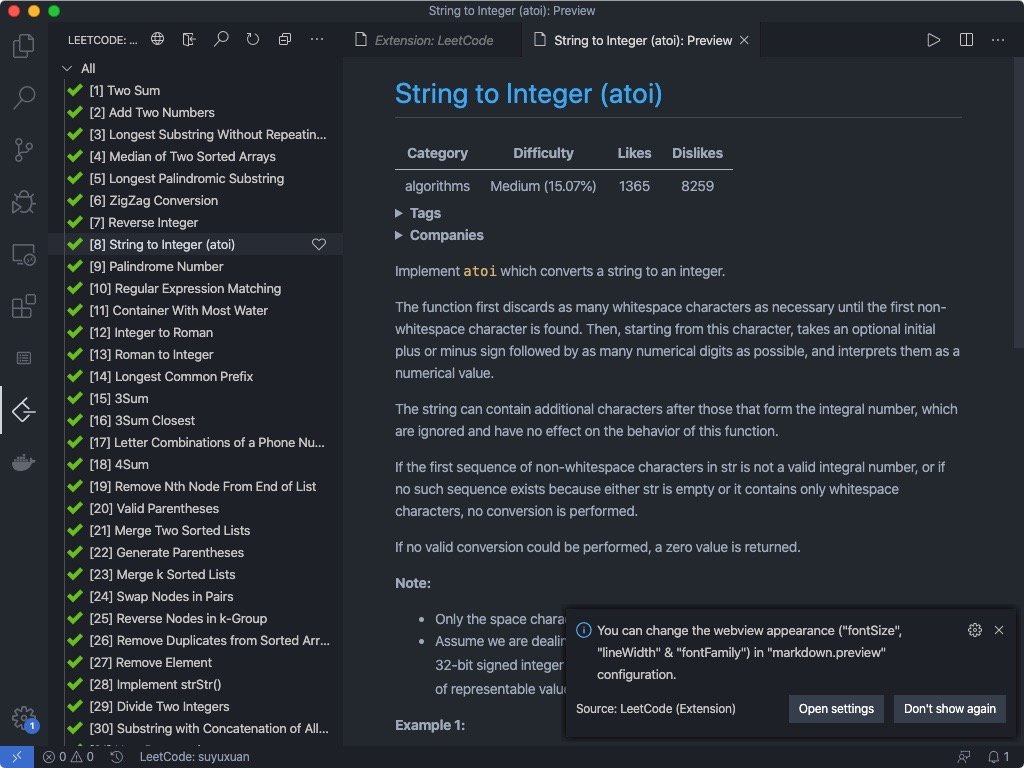 String to Integer (atoi): Preview
LEETCODE: ...
Extension: LeetCode
String to Integer (atoi): Preview
All
[1] Two Sum
[2] Add Two Numbers
[3] Longest Substring Without Repeatin...
[4] Median of Two Sorted Arrays
[5] Longest Palindromic Substring
[6] ZigZag Conversion
[7] Reverse Integer
[8] String to Integer (atoi)
[9] Palindrome Number
[10] Regular Expression Matching
[11] Container With Most Water
[12] Integer to Roman
[13] Roman to Integer
[14] Longest Common Prefix
[15] 3Sum
[16] 3Sum Closest
[17] Letter Combinations of a Phone Nu...
[18] 4Sum
[19] Remove Nth Node From End of List
[20] Valid Parentheses
[21] Merge Two Sorted Lists
[22] Generate Parentheses
[23] Merge k Sorted Lists
[24] Swap Nodes in Pairs
[25] Reverse Nodes in k-Group
[26] Remove Duplicates from Sorted Arr...
[27] Remove Element
[28] Implement strStr()
[29] Divide Two Integers
[30] Substring with Concatenation of All...
String to Integer (atoi)
Category Difficulty Likes Dislikes
algorithms Medium (15.07%) 1365 8259
Tags
Companies
Implement atoi which converts a string to an integer.
The function first discards as many whitespace characters as necessary until the first non-
whitespace character is found. Then, starting from this character, takes an optional initial
plus or minus sign followed by as many numerical digits as possible, and interprets them as a
numerical value.
The string can contain additional characters after those that form the integral number, which
are ignored and have no effect on the behavior of this function.
If the first sequence of non-whitespace characters in str is not a valid integral number, or if
no such sequence exists because either str is empty or it contains only whitespace
characters, no conversion is performed.
If no valid conversion could be performed, a zero value is returned.
Note:
Only the space chara
Assume we are dealin
32-bit signed integer
of representable valu
Example 1:
You can change the webview appearance ("fontSize",
"lineWidth" & "fontFamily") in "markdown.preview"
configuration.
Source: LeetCode (Extension)
Open settings
Don't show again
1
0 0 LeetCode: suyuxuan
1